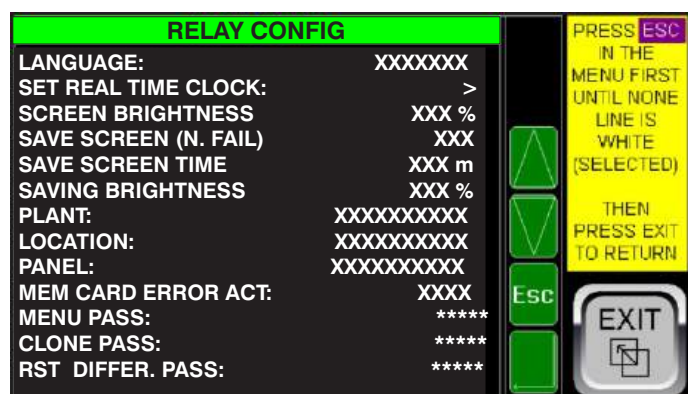 RELAY CONFIG
LANGUAGE: XXXXXXX
SET REAL TIME CLOCK: >
SCREEN BRIGHTNESS XXX %
SAVE SCREEN (N. FAIL) XXX
SAVE SCREEN TIME XXX m
SAVING BRIGHTNESS XXX %
PLANT: XXXXXXXXXX
LOCATION: XXXXXXXXXX
PANEL: XXXXXXXXXX
MEM CARD ERROR ACT: XXXX
MENU PASS: *****
CLONE PASS: *****
RST DIFFER. PASS: *****
Esc
PRESS ESC
IN THE
MENU FIRST
UNTIL NONE
LINE IS
WHITE
(SELECTED)
THEN
PRESS EXIT
TO RETURN
EXIT